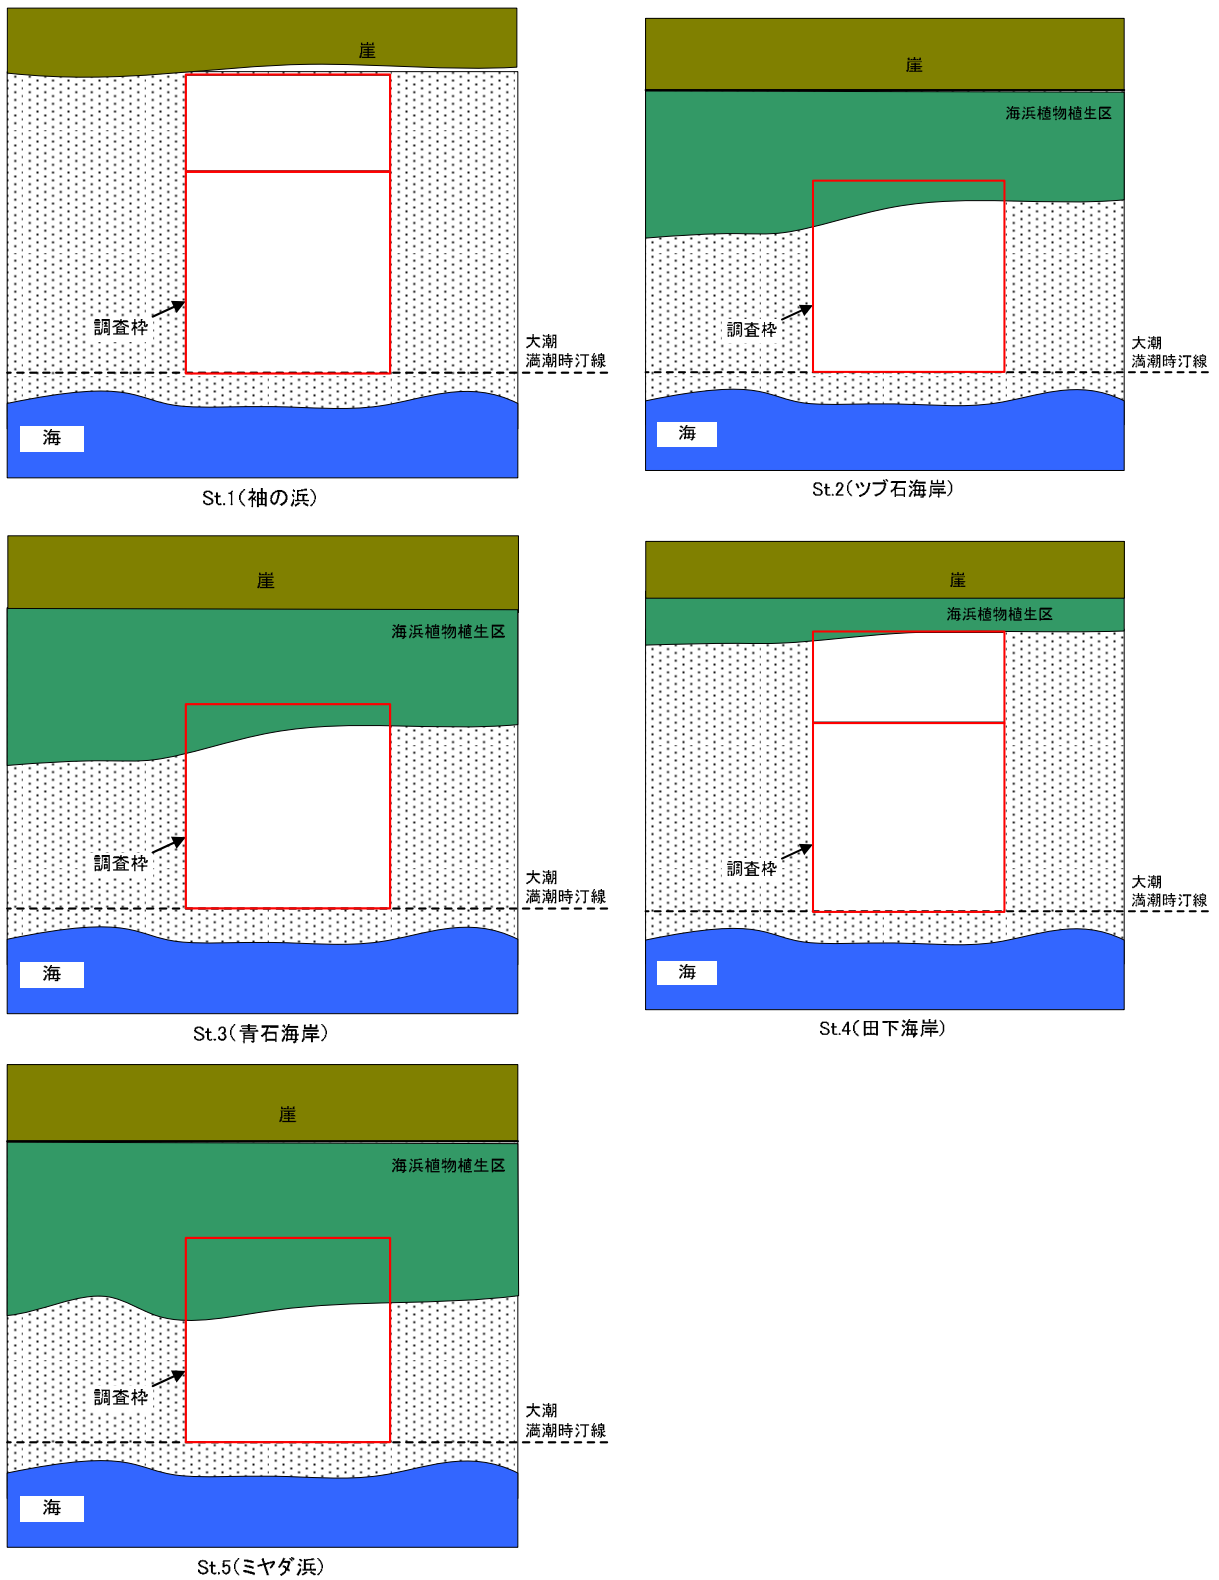 崖
調査枠
大潮
満潮時汀線
海
St.1(袖の浜)
崖
海浜植物植生区
調査枠
大潮
満潮時汀線
海
St.2(ツブ石海岸)
崖
海浜植物植生区
調査枠
大潮
満潮時汀線
海
St.3(青石海岸)
崖
海浜植物植生区
調査枠
大潮
満潮時汀線
海
St.4(田下海岸)
崖
海浜植物植生区
調査枠
大潮
満潮時汀線
海
St.5(ミヤダ浜)